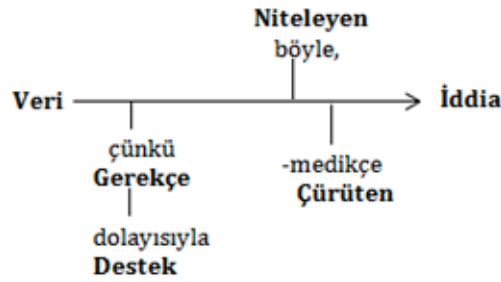 Niteleyen
böyle,
Veri
İddia
çünkü
Gerekçe
-medikçe
Çürüten
dolayısıyla
Destek